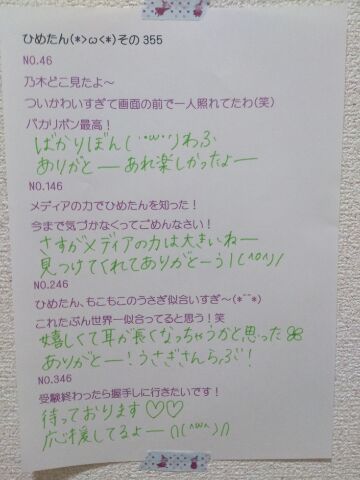 ひめたん(*>ω<*)その355
NO.46
乃木どこ見たよ～
ついかわいすぎて画面の前で一人照れてたわ(笑)
バカリボン最高！
ばかりぼん(˙˙*ω˙˙)わふ
ありがとーーあれ楽しかったよー
NO.146
メディアの力でひめたんを知った！
今まで気づかなくってごめんなさい！
さすがメディアの力は大きいねー
見つけてくれてありがとーう！(^o^)/
NO.246
ひめたん、もこもこのうさぎ似合いすぎ～(*^^*)
これたぶん世界一似合ってると思う！笑
嬉しくて耳が長くなっちゃうかと思った
ありがとー！うさぎさんらぶ！
NO.346
受験終わったら握手しに行きたいです！
待っております♡♡
応援してるよーー∩(^ω^)∩